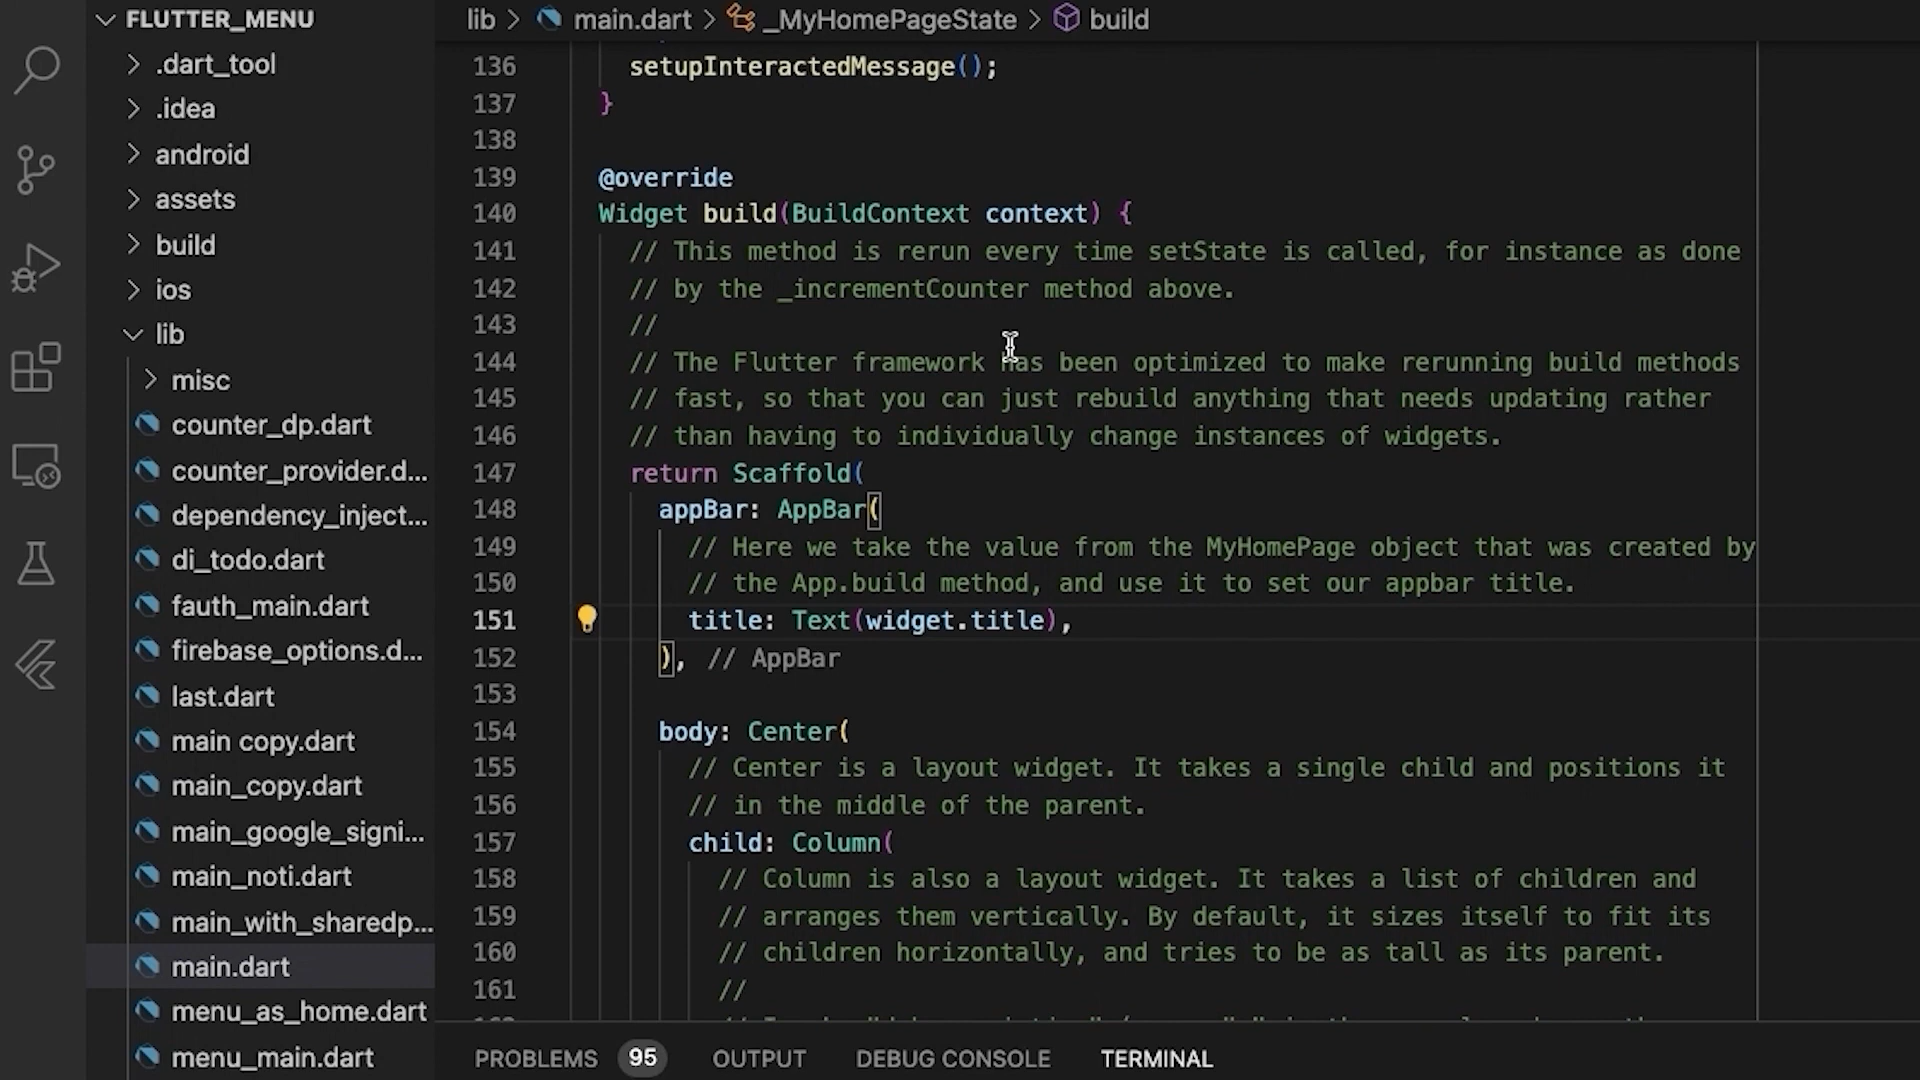 FLUTTER_MENU
.dart_tool
.idea
android
assets
build
ios
lib
misc
counter_dp.dart
counter_provider.d...
dependency_inject...
di_todo.dart
fauth_main.dart
firebase_options.d...
last.dart
main copy.dart
main_copy.dart
main_google_signi...
main_noti.dart
main_with_sharedp...
main.dart
menu_as_home.dart
menu_main.dart
lib > main.dart > _MyHomePageState > build
136 setupInteractedMessage();
137 }
138
139 @override
140 Widget build(BuildContext context) {
141 // This method is rerun every time setState is called, for instance as done
142 // by the _incrementCounter method above.
143 //
144 // The Flutter framework has been optimized to make rerunning build methods
145 // fast, so that you can just rebuild anything that needs updating rather
146 // than having to individually change instances of widgets.
147 return Scaffold(
148 appBar: AppBar(
149 // Here we take the value from the MyHomePage object that was created by
150 // the App.build method, and use it to set our appbar title.
151 title: Text(widget.title),
152 ), // AppBar
153
154 body: Center(
155 // Center is a layout widget. It takes a single child and positions it
156 // in the middle of the parent.
157 child: Column(
158 // Column is also a layout widget. It takes a list of children and
159 // arranges them vertically. By default, it sizes itself to fit its
160 // children horizontally, and tries to be as tall as its parent.
161 //
PROBLEMS 95 OUTPUT DEBUG CONSOLE TERMINAL